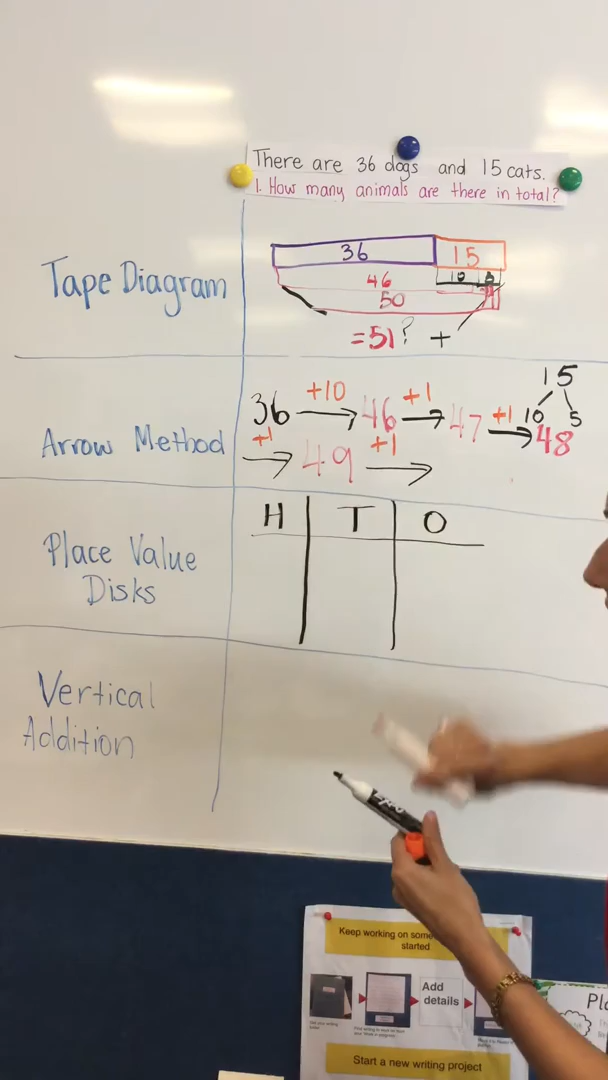 There are 36 dogs and 15 cats.
1. How many animals are there in total?
Tape Diagram
36 15
46 10
50
=51? +
15
10 5
Arrow Method
+10 +1 +1
36 46 47 48
+1 +1
49
H T O
Place Value
Disks
Vertical
Addition
Keep working on some
started
Add
details
Start a new writing project